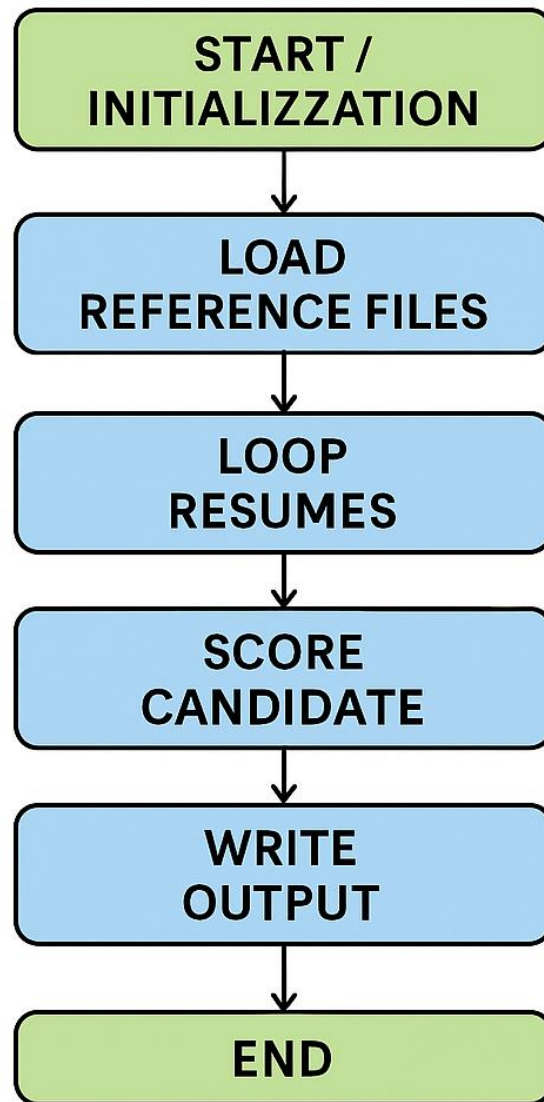 START /
INITIALIZZATION
LOAD
REFERENCE FILES
LOOP
RESUMES
SCORE
CANDIDATE
WRITE
OUTPUT
END